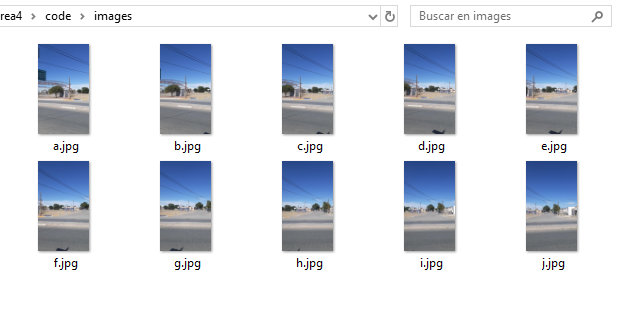 rea4 > code > images
Buscar en images
a.jpg b.jpg c.jpg d.jpg e.jpg
f.jpg g.jpg h.jpg i.jpg j.jpg